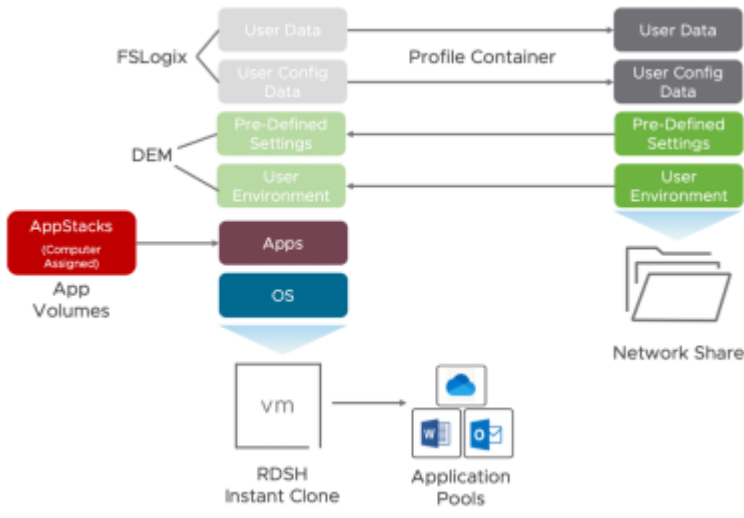 FSLogix
User Data
User Config
Data
Profile Container
User Data
User Config
Data
DEM
Pre-Defined
Settings
User
Environment
Pre-Defined
Settings
User
Environment
AppStacks
(Computer
Assigned)
App
Volumes
Apps
OS
Network Share
vm
RDSH
Instant Clone
W
O
Application
Pools